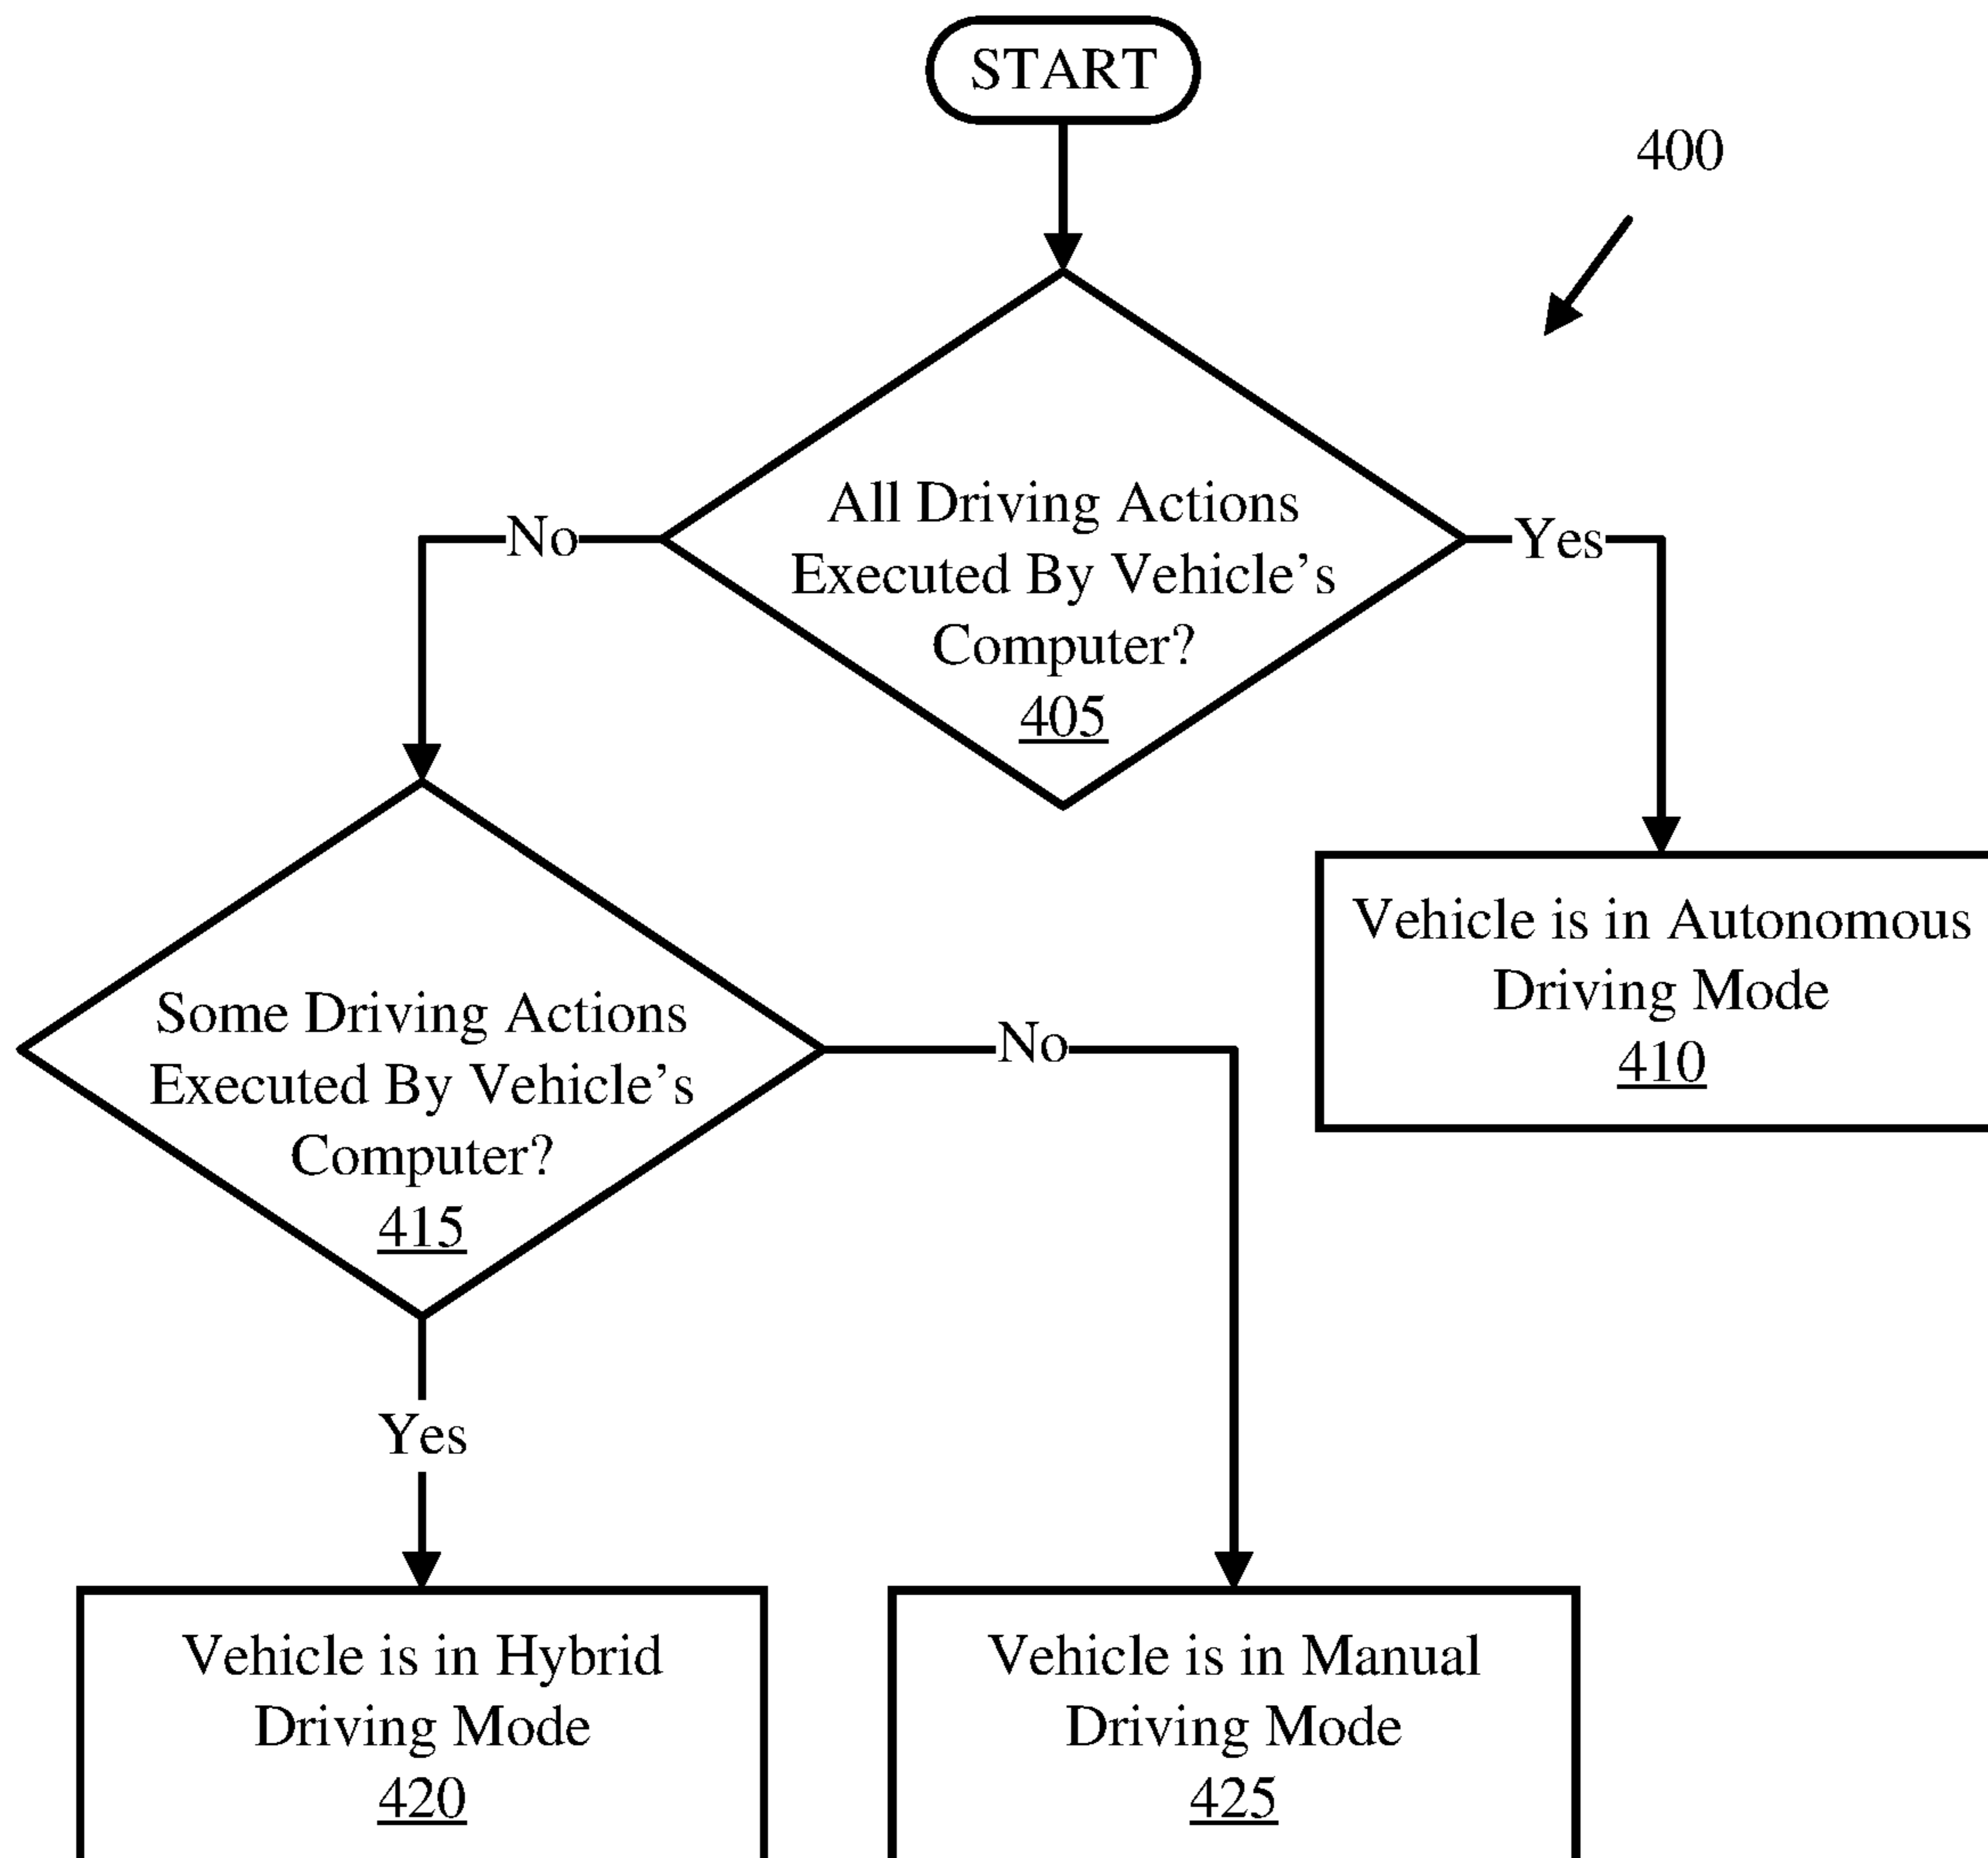 START
400
All Driving Actions
Executed By Vehicle’s
Computer?
405
No
Yes
Vehicle is in Autonomous
Driving Mode
410
Some Driving Actions
Executed By Vehicle’s
Computer?
415
No
Yes
Vehicle is in Hybrid
Driving Mode
420
Vehicle is in Manual
Driving Mode
425